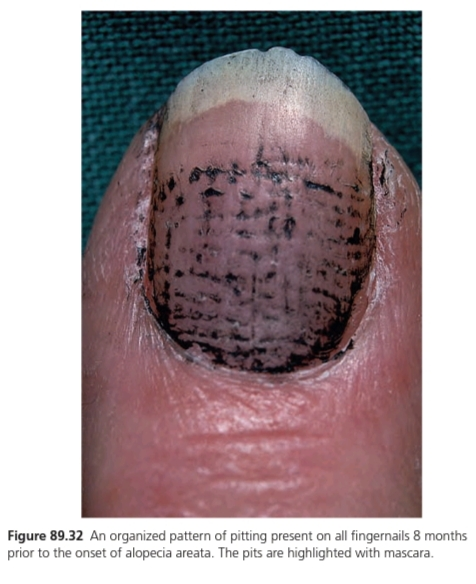 Figure 89.32 An organized pattern of pitting present on all fingernails 8 months
prior to the onset of alopecia areata. The pits are highlighted with mascara.